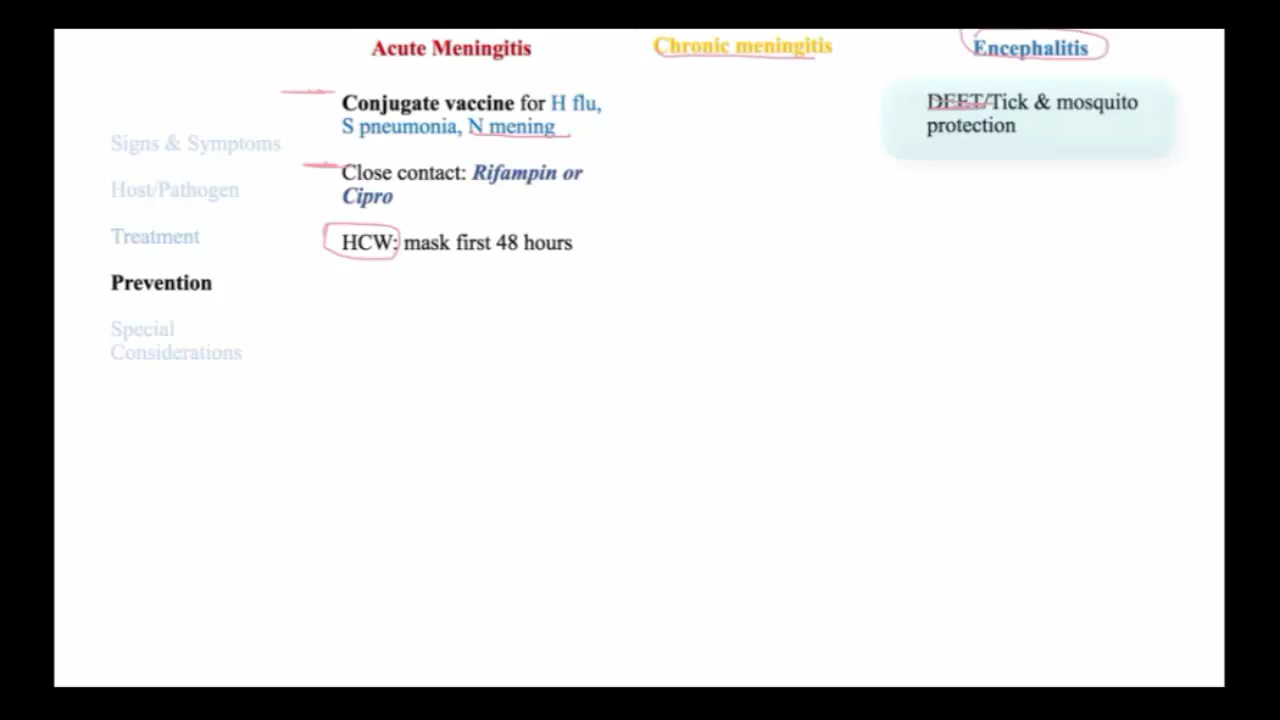 Acute Meningitis
Chronic meningitis
Encephalitis
Conjugate vaccine for H flu,
S pneumonia, N mening
Close contact: Rifampin or
Cipro
HCW: mask first 48 hours
DEET/Tick & mosquito
protection
Signs & Symptoms
Host/Pathogen
Treatment
Prevention
Special
Considerations